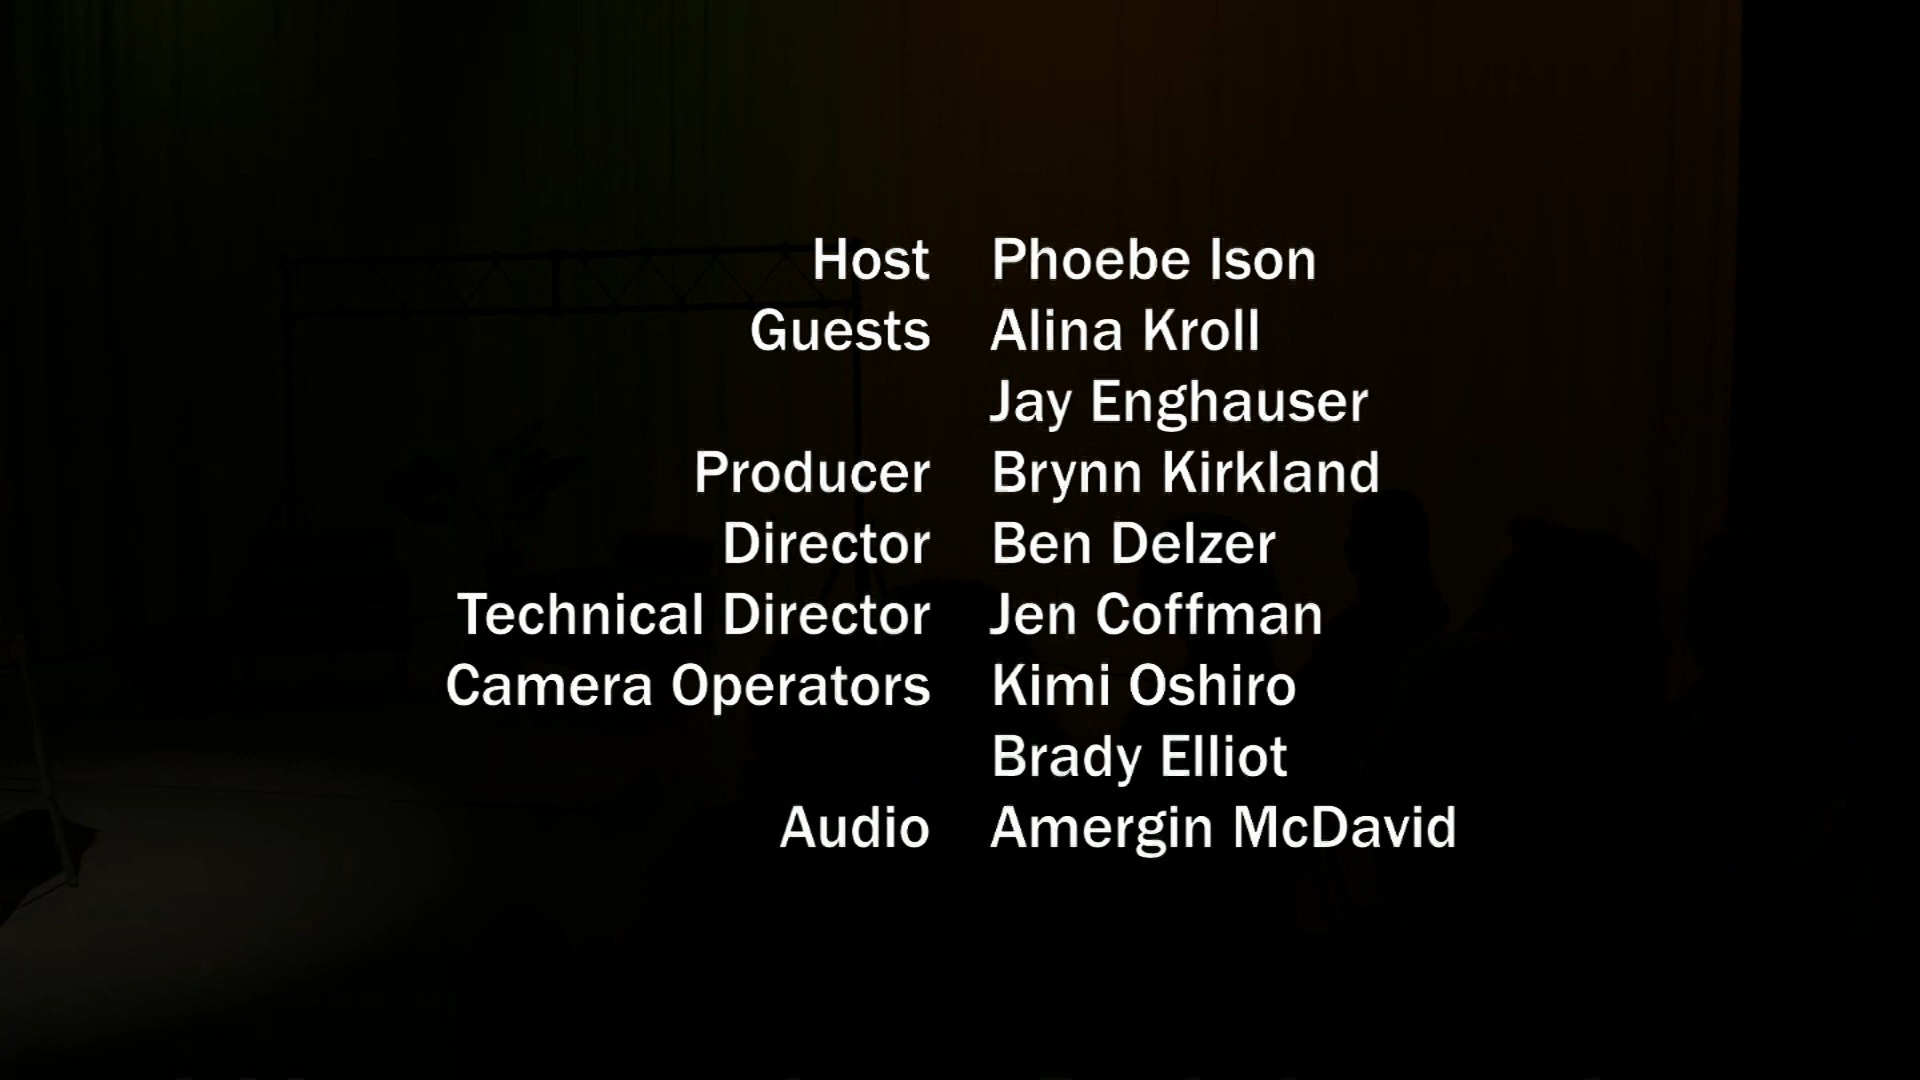 Host Phoebe Ison
Guests Alina Kroll
Jay Enghauser
Producer Brynn Kirkland
Director Ben Delzer
Technical Director Jen Coffman
Camera Operators Kimi Oshiro
Brady Elliot
Audio Amergin McDavid